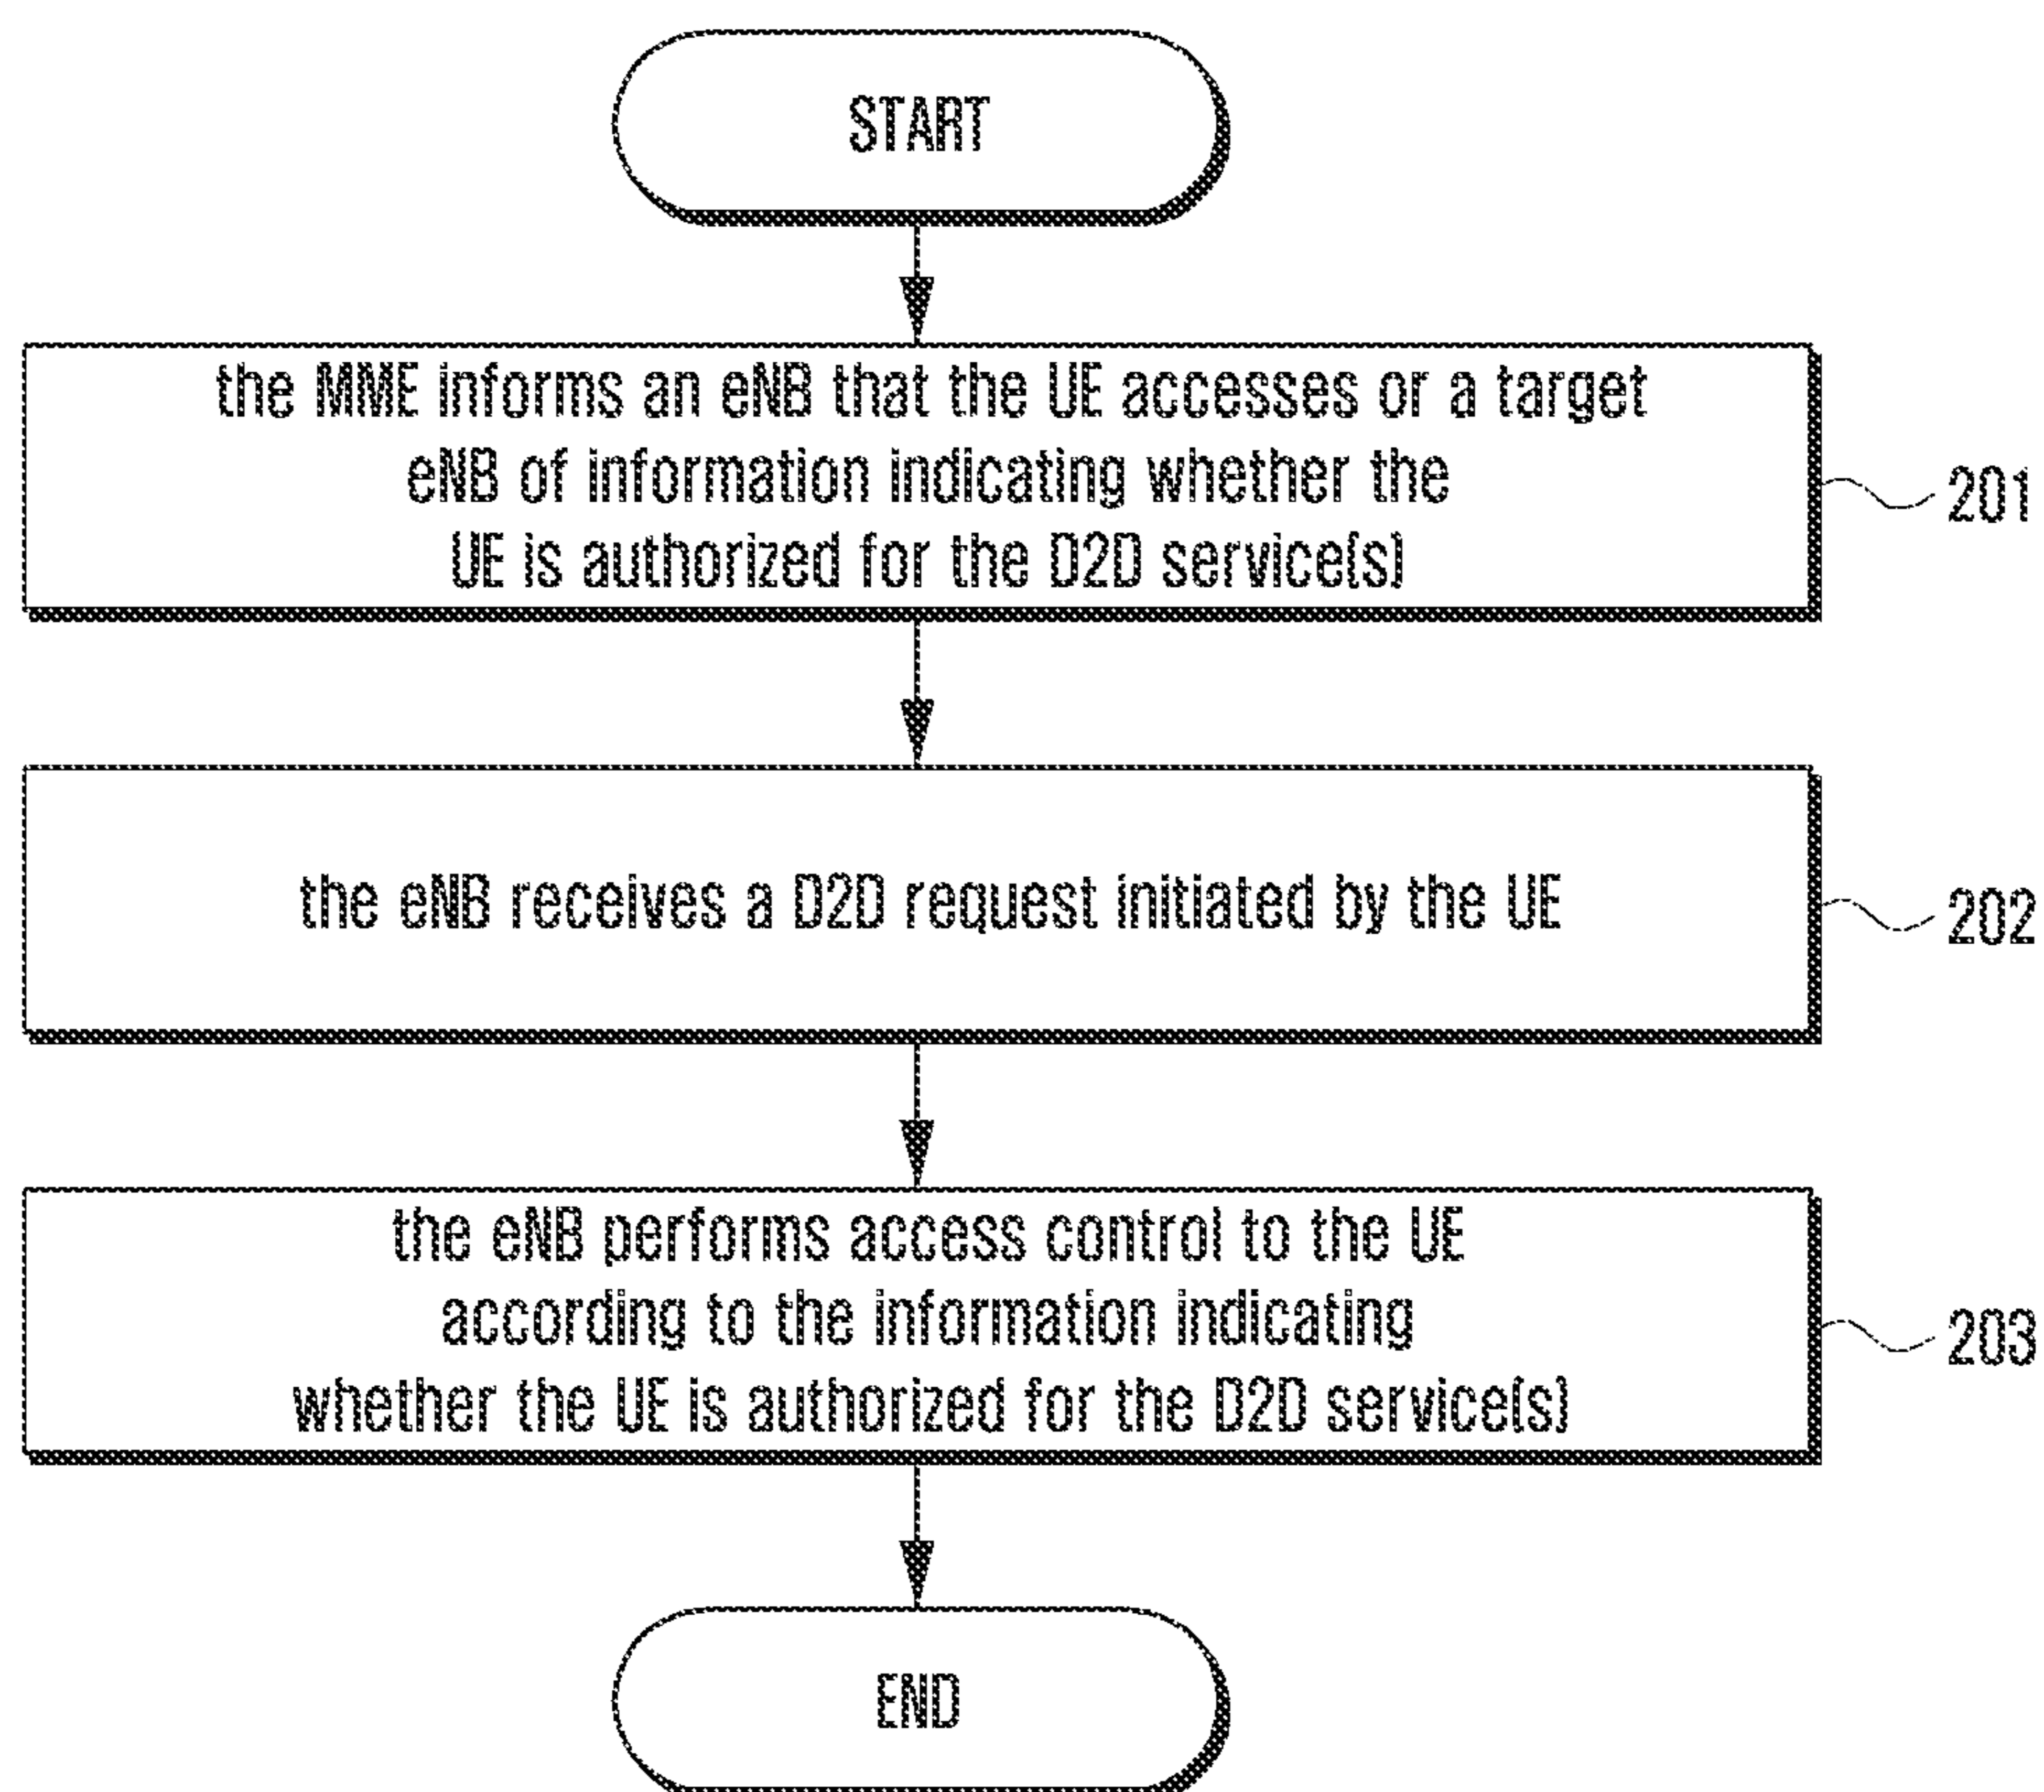 START
the MME informs an eNB that the UE accesses or a target
eNB of information indicating whether the
UE is authorized for the D2D service(s)
201
the eNB receives a D2D request initiated by the UE
202
the eNB performs access control to the UE
according to the information indicating
whether the UE is authorized for the D2D service(s)
203
END